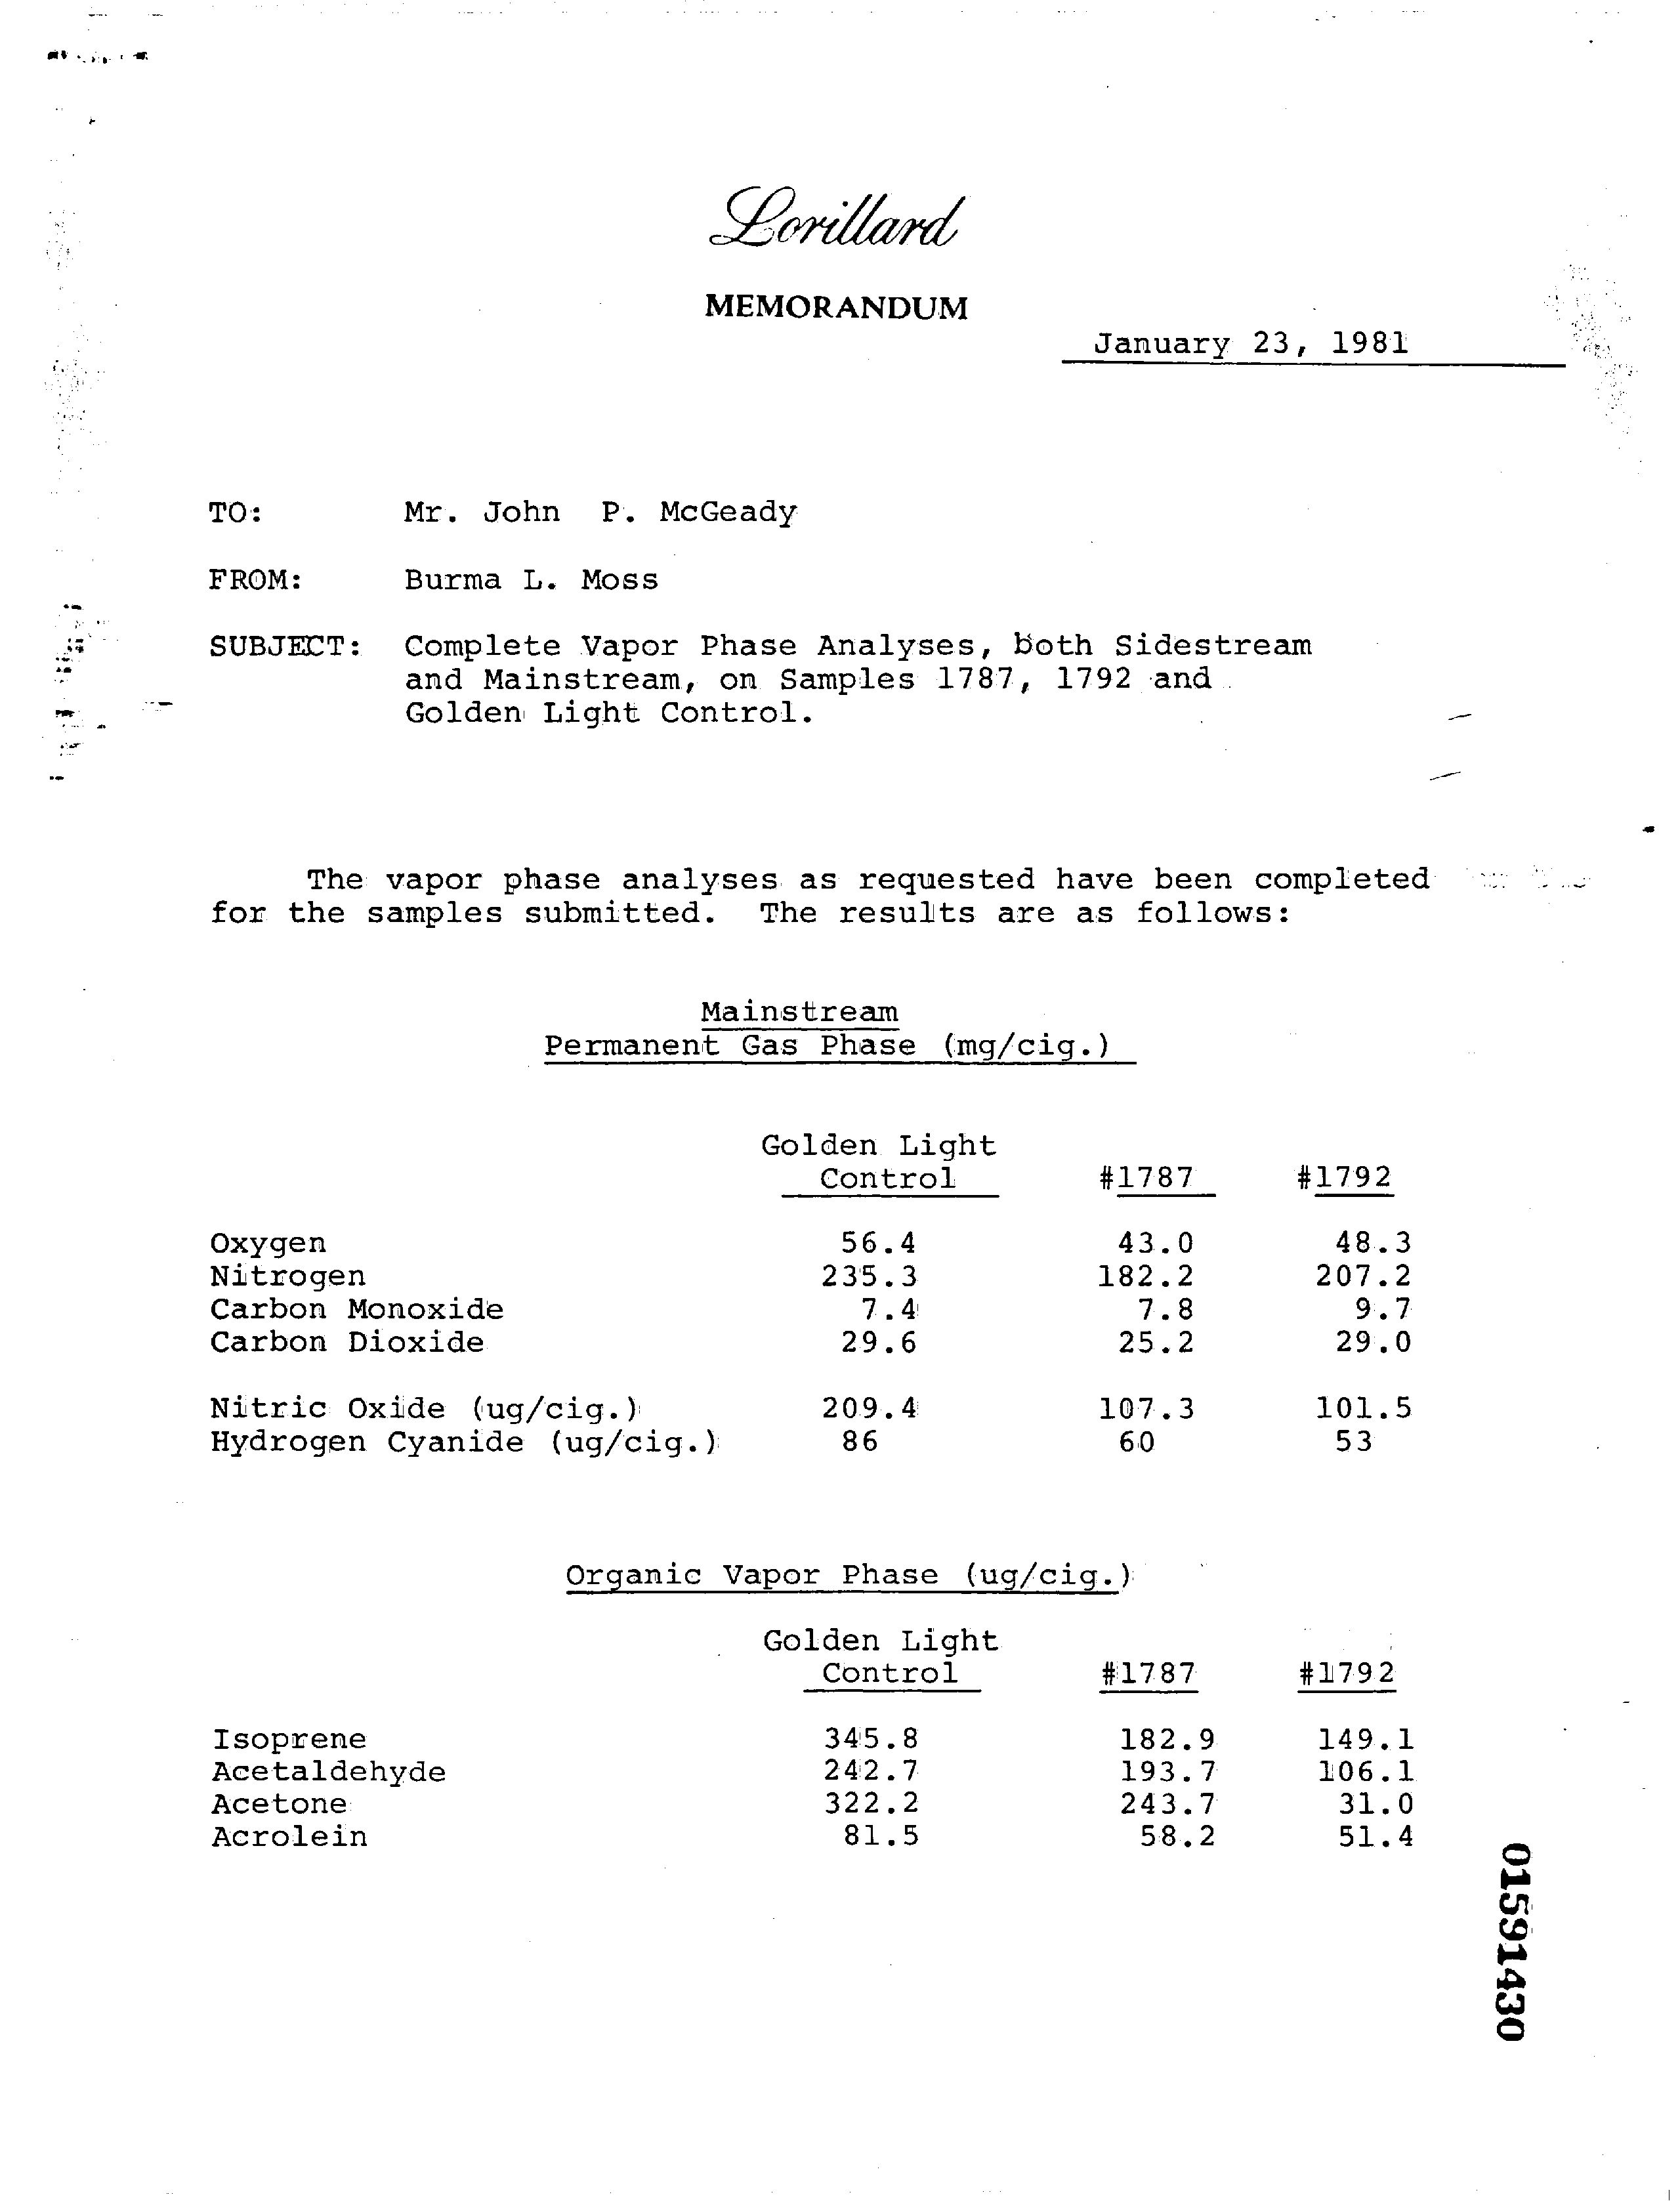 Lorillard
MEMORANDUM
January 23, 1981
TO: Mr. John P. McGeady
FROM: Burma L. Moss
SUBJECT: Complete Vapor Phase Analyses, both Sidestream
and Mainstream, on Samples 1787, 1792 and
Golden Light Control.
The vapor phase analyses as requested have been completed
for the samples submitted. The results are as follows:
Mainstream
Permanent Gas Phase (mg/cig.)
Golden Light
Control #1787 #1792
Oxygen 56.4 43.0 48.3
Nitrogen 235.3 182.2 207.2
Carbon Monoxide 7.4 7.8 9.7
Carbon Dioxide 29.6 25.2 29.0
Nitric Oxide (ug/cig.) 209.4 107.3 101.5
Hydrogen Cyanide (ug/cig.) 86 60 53
Organic Vapor Phase (ug/cig.)
Golden Light
Control #1787 #1792
Isoprene 345.8 182.9 149.1
Acetaldehyde 242.7 193.7 106.1
Acetone 322.2 243.7 31.0
Acrolein 81.5 58.2 51.4
01591430